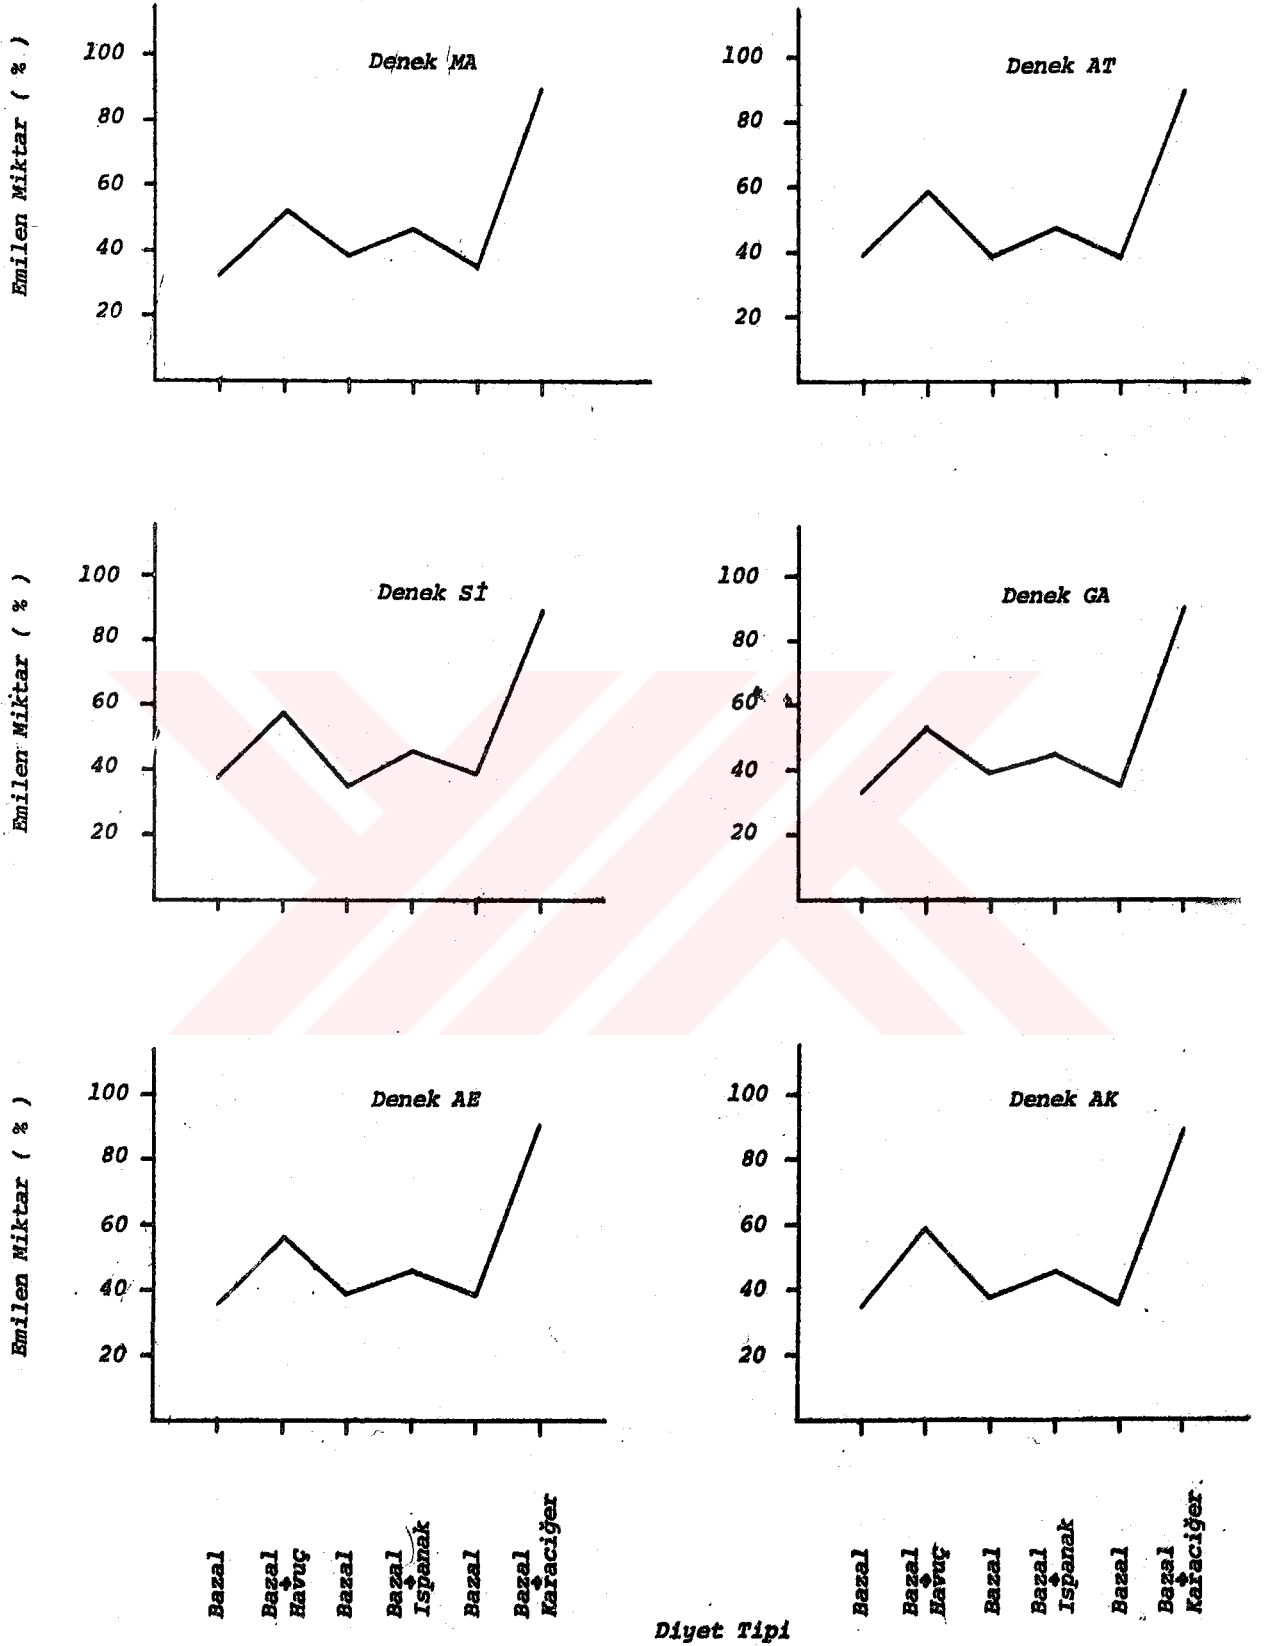 Emilen Miktar ( % )
100
80
60
40
20
Denek MA
100
80
60
40
20
Denek AT
Emilen Miktar ( % )
100
80
60
40
20
Denek Sİ
100
80
60
40
20
Denek GA
Emilen Miktar ( % )
100
80
60
40
20
Denek AE
100
80
60
40
20
Denek AK
Bazal
Bazal
+
Havuç
Bazal
Bazal
+
Ispanak
Bazal
Bazal
+
Karaciğer
Bazal
Bazal
+
Havuç
Bazal
Bazal
+
Ispanak
Bazal
Bazal
+
Karaciğer
Diyet Tipi